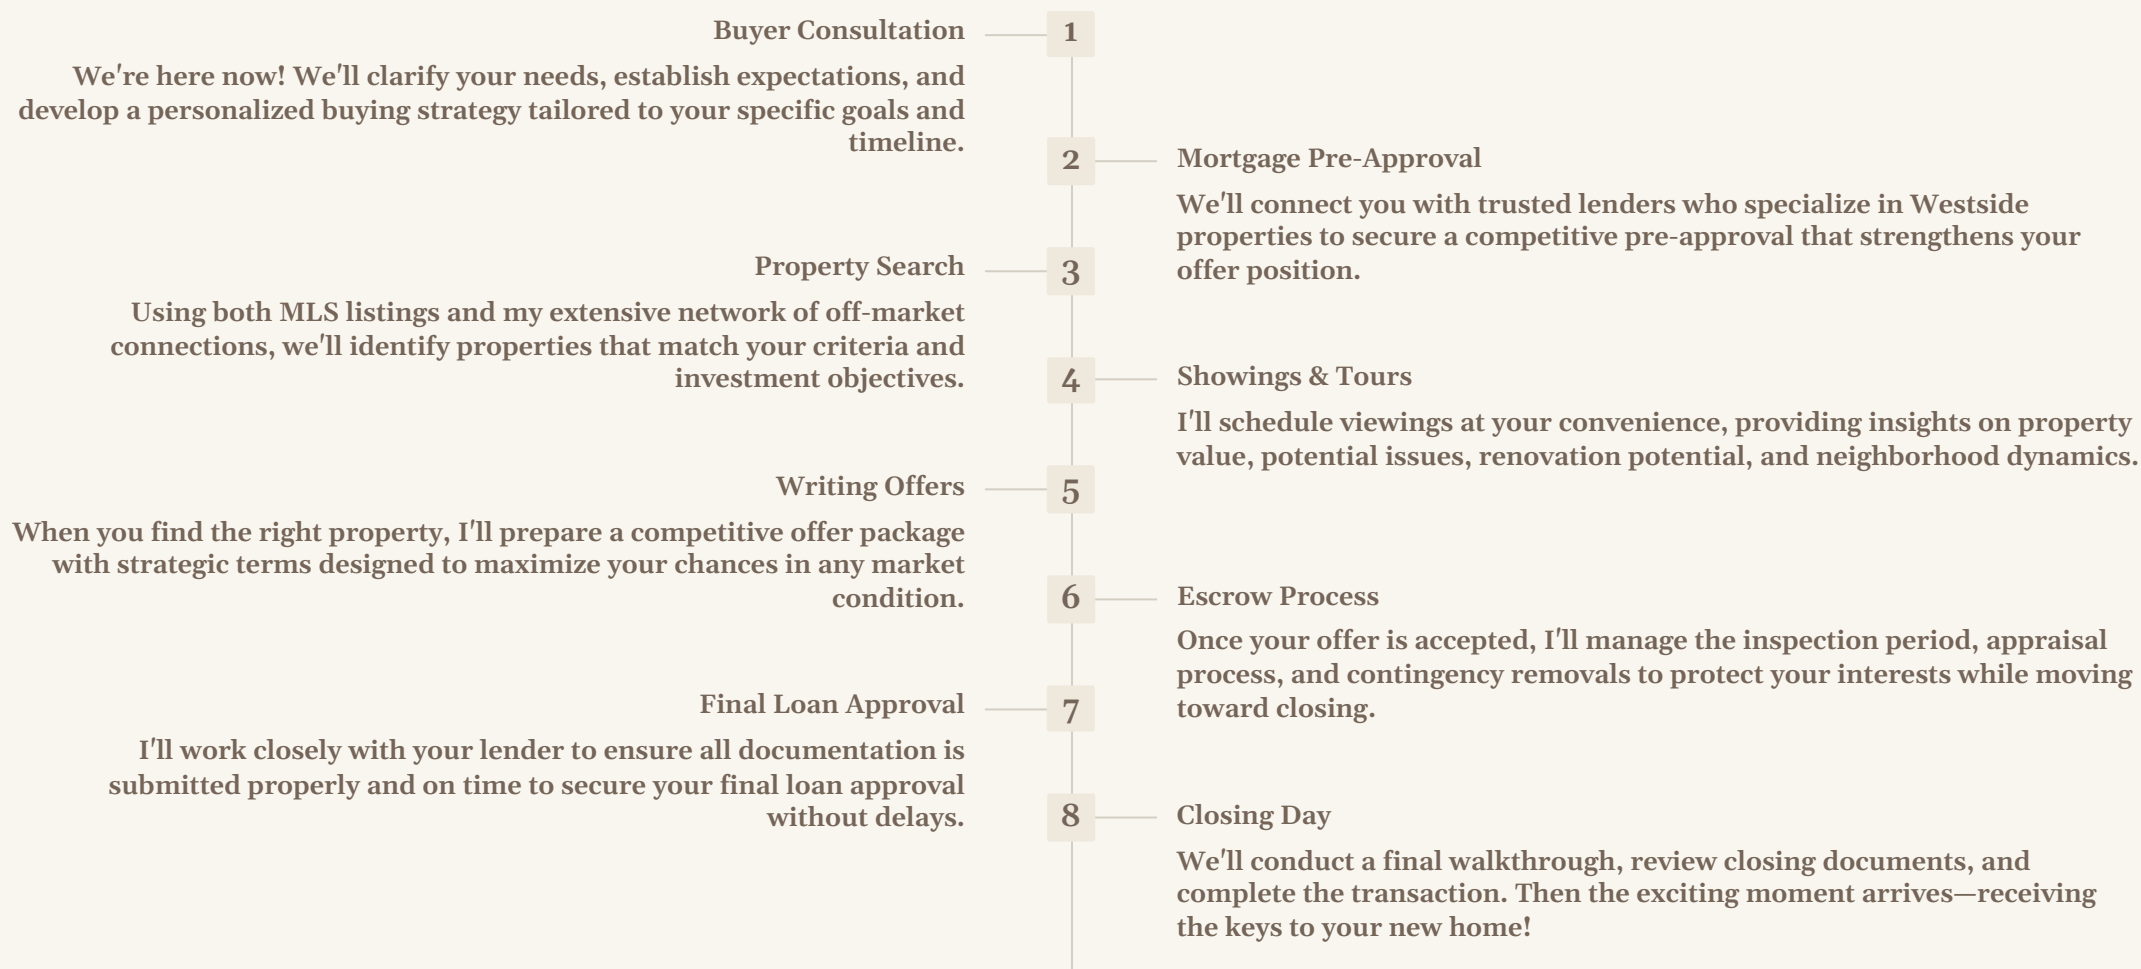 Buyer Consultation
1
We're here now! We'll clarify your needs, establish expectations, and
develop a personalized buying strategy tailored to your specific goals and
timeline.
2
Mortgage Pre-Approval
We'll connect you with trusted lenders who specialize in Westside
properties to secure a competitive pre-approval that strengthens your
offer position.
Property Search
3
Using both MLS listings and my extensive network of off-market
connections, we'll identify properties that match your criteria and
investment objectives.
4
Showings & Tours
I'll schedule viewings at your convenience, providing insights on property
value, potential issues, renovation potential, and neighborhood dynamics.
Writing Offers
5
When you find the right property, I'll prepare a competitive offer package
with strategic terms designed to maximize your chances in any market
condition.
6
Escrow Process
Once your offer is accepted, I'll manage the inspection period, appraisal
process, and contingency removals to protect your interests while moving
toward closing.
Final Loan Approval
7
I'll work closely with your lender to ensure all documentation is
submitted properly and on time to secure your final loan approval
without delays.
8
Closing Day
We'll conduct a final walkthrough, review closing documents, and
complete the transaction. Then the exciting moment arrives—receiving
the keys to your new home!